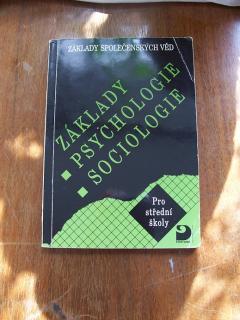 ZÁKLADY SPOLEČENSKÝCH VĚD
ZÁKLADY
PSYCHOLOGIE
SOCIOLOGIE
Pro
střední
školy